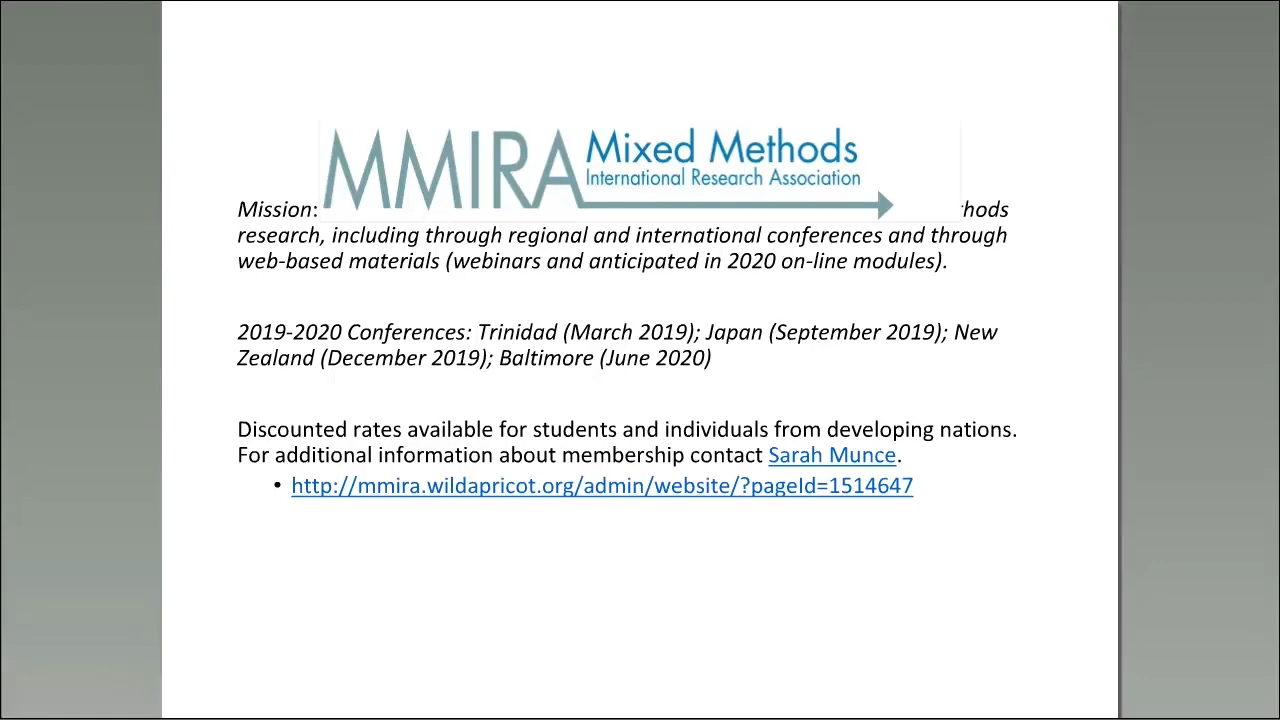 MMIRA Mixed Methods
International Research Association
Mission:
research, including through regional and international conferences and through
web-based materials (webinars and anticipated in 2020 on-line modules).
2019-2020 Conferences: Trinidad (March 2019); Japan (September 2019); New
Zealand (December 2019); Baltimore (June 2020)
Discounted rates available for students and individuals from developing nations.
For additional information about membership contact Sarah Munce.
• http://mmira.wildapricot.org/admin/website/?pageId=1514647